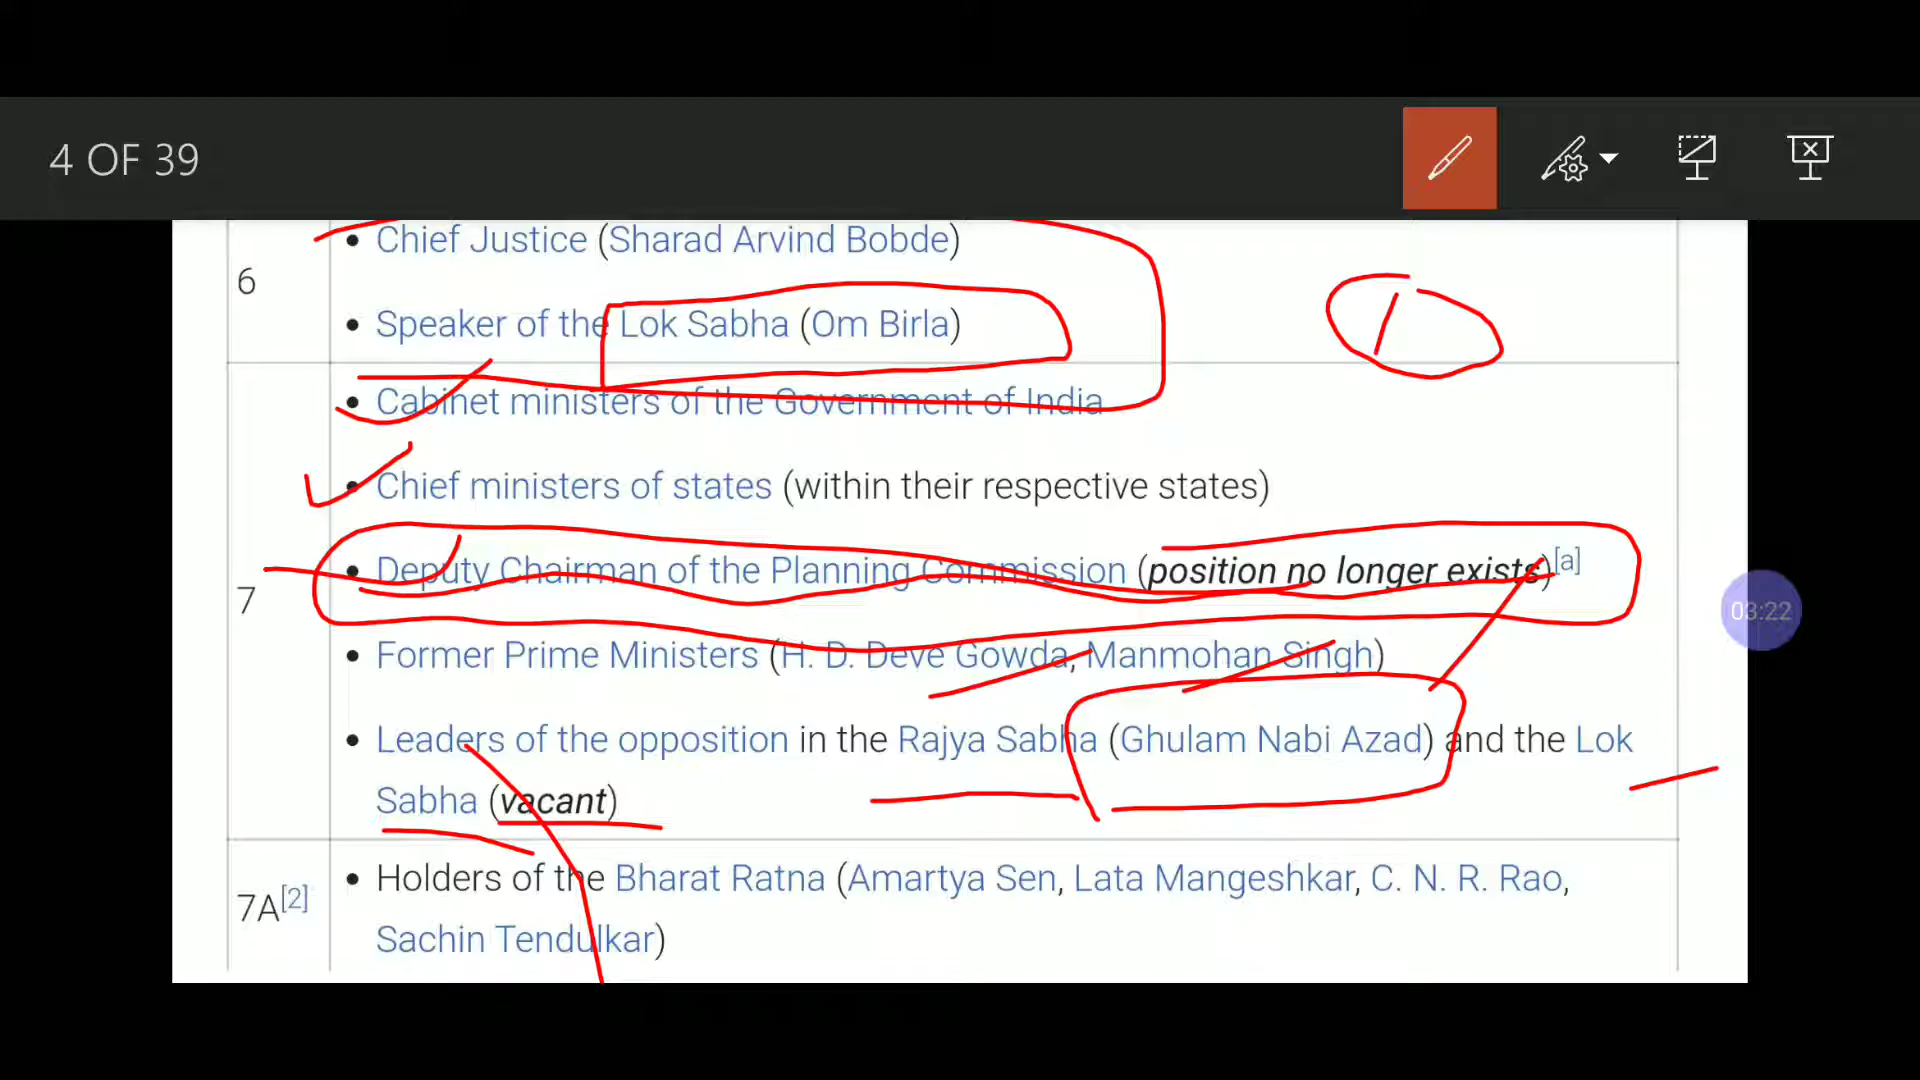 4 OF 39
6
• Chief Justice (Sharad Arvind Bobde)
• Speaker of the Lok Sabha (Om Birla)
7
• Cabinet ministers of the Government of India
• Chief ministers of states (within their respective states)
• Deputy Chairman of the Planning Commission (position no longer exists)[a]
• Former Prime Ministers (H. D. Deve Gowda, Manmohan Singh)
• Leaders of the opposition in the Rajya Sabha (Ghulam Nabi Azad) and the Lok
Sabha (vacant)
7A[2]
• Holders of the Bharat Ratna (Amartya Sen, Lata Mangeshkar, C. N. R. Rao,
Sachin Tendulkar)
03:22